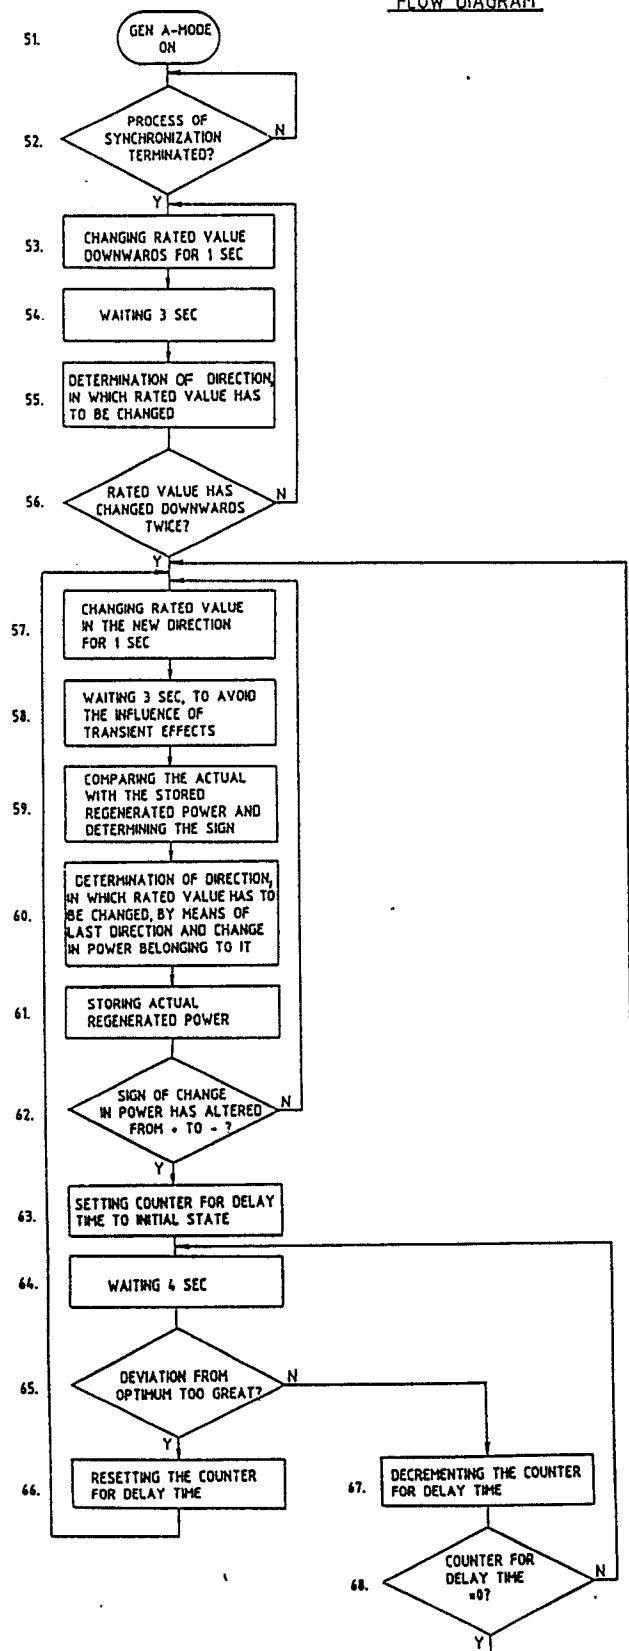 FLOW DIAGRAM
51.
GEN A-MODE
ON
52.
PROCESS OF
SYNCHRONIZATION
TERMINATED?
N
Y
53.
CHANGING RATED VALUE
DOWNWARDS FOR 1 SEC
54.
WAITING 3 SEC
55.
DETERMINATION OF DIRECTION,
IN WHICH RATED VALUE HAS
TO BE CHANGED
56.
RATED VALUE HAS
CHANGED DOWNWARDS
TWICE?
N
Y
57.
CHANGING RATED VALUE
IN THE NEW DIRECTION
FOR 1 SEC
58.
WAITING 3 SEC, TO AVOID
THE INFLUENCE OF
TRANSIENT EFFECTS
59.
COMPARING THE ACTUAL
WITH THE STORED
REGENERATED POWER AND
DETERMINING THE SIGN
60.
DETERMINATION OF DIRECTION,
IN WHICH RATED VALUE HAS TO
BE CHANGED, BY MEANS OF
LAST DIRECTION AND CHANGE
IN POWER BELONGING TO IT
61.
STORING ACTUAL
REGENERATED POWER
62.
SIGN OF CHANGE
IN POWER HAS ALTERED
FROM + TO - ?
N
Y
63.
SETTING COUNTER FOR DELAY
TIME TO INITIAL STATE
64.
WAITING 4 SEC
65.
DEVIATION FROM
OPTIMUM TOO GREAT?
N
Y
66.
RESETTING THE COUNTER
FOR DELAY TIME
67.
DECREMENTING THE COUNTER
FOR DELAY TIME
68.
COUNTER FOR
DELAY TIME
=0?
N
Y